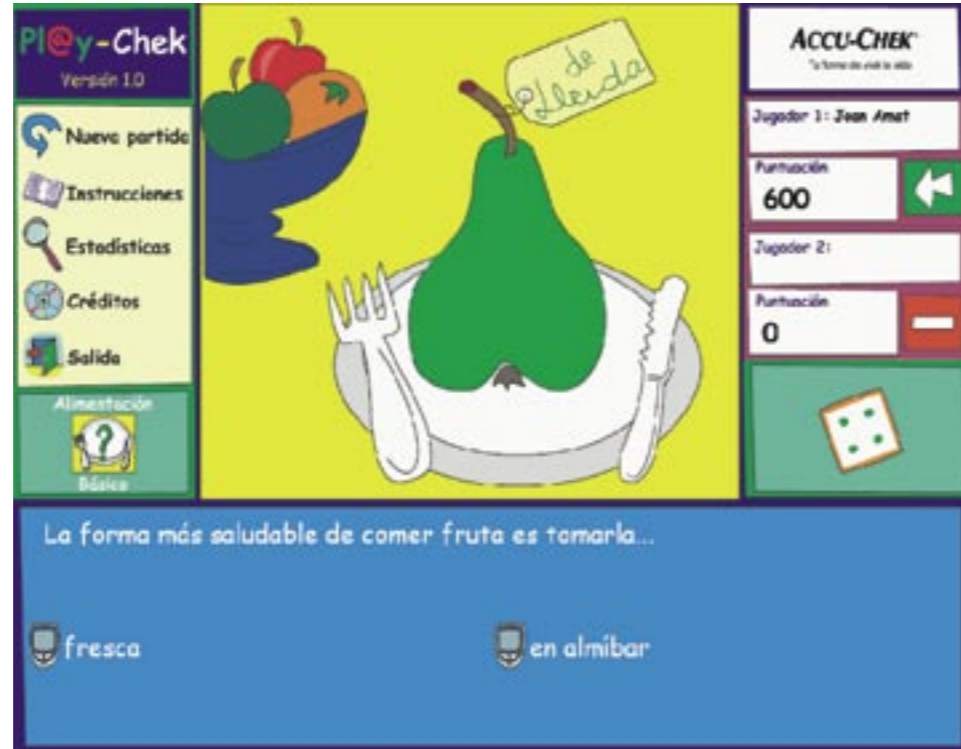 Pl@y-Chek
Versión 1.0
Nueva partida
Instrucciones
Estadísticas
Créditos
Salida
Alimentación
?
Básico
de
Lleida
ACCU-CHEK
Jugador 1: Joan Amat
Puntuación
600
Jugador 2:
Puntuación
0
La forma más saludable de comer fruta es tomarla...
fresca
en almíbar